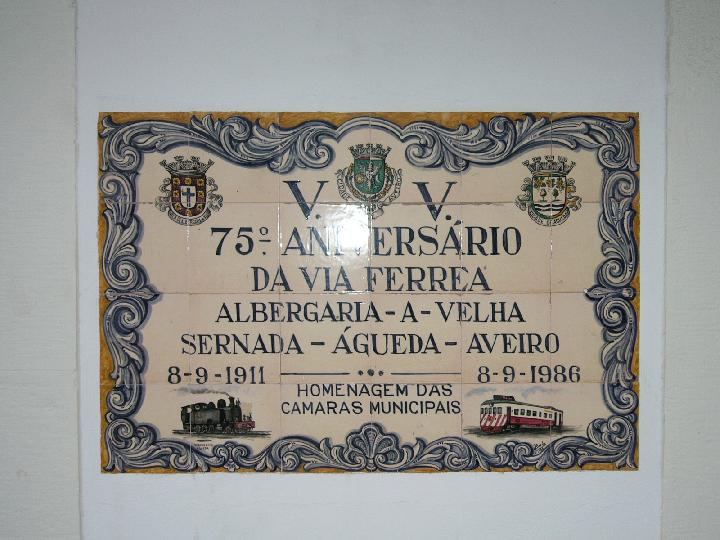 V. V.
75º ANIVERSÁRIO
DA VIA FERREA
ALBERGARIA-A-VELHA
SERNADA - ÁGUEDA - AVEIRO
8-9-1911 8-9-1986
HOMENAGEM DAS
CAMARAS MUNICIPAIS